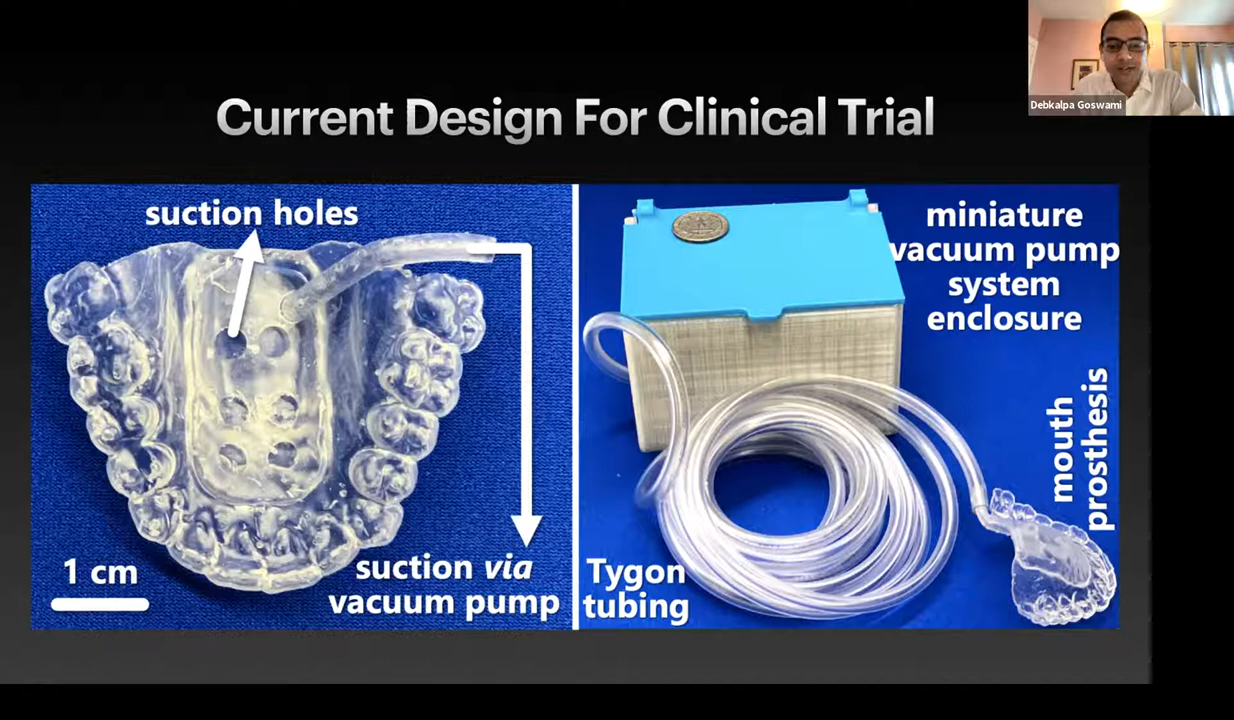 Debkalpa Goswami
Current Design For Clinical Trial
suction holes
1 cm
suction via
vacuum pump
miniature
vacuum pump
system
enclosure
mouth
prosthesis
Tygon
tubing